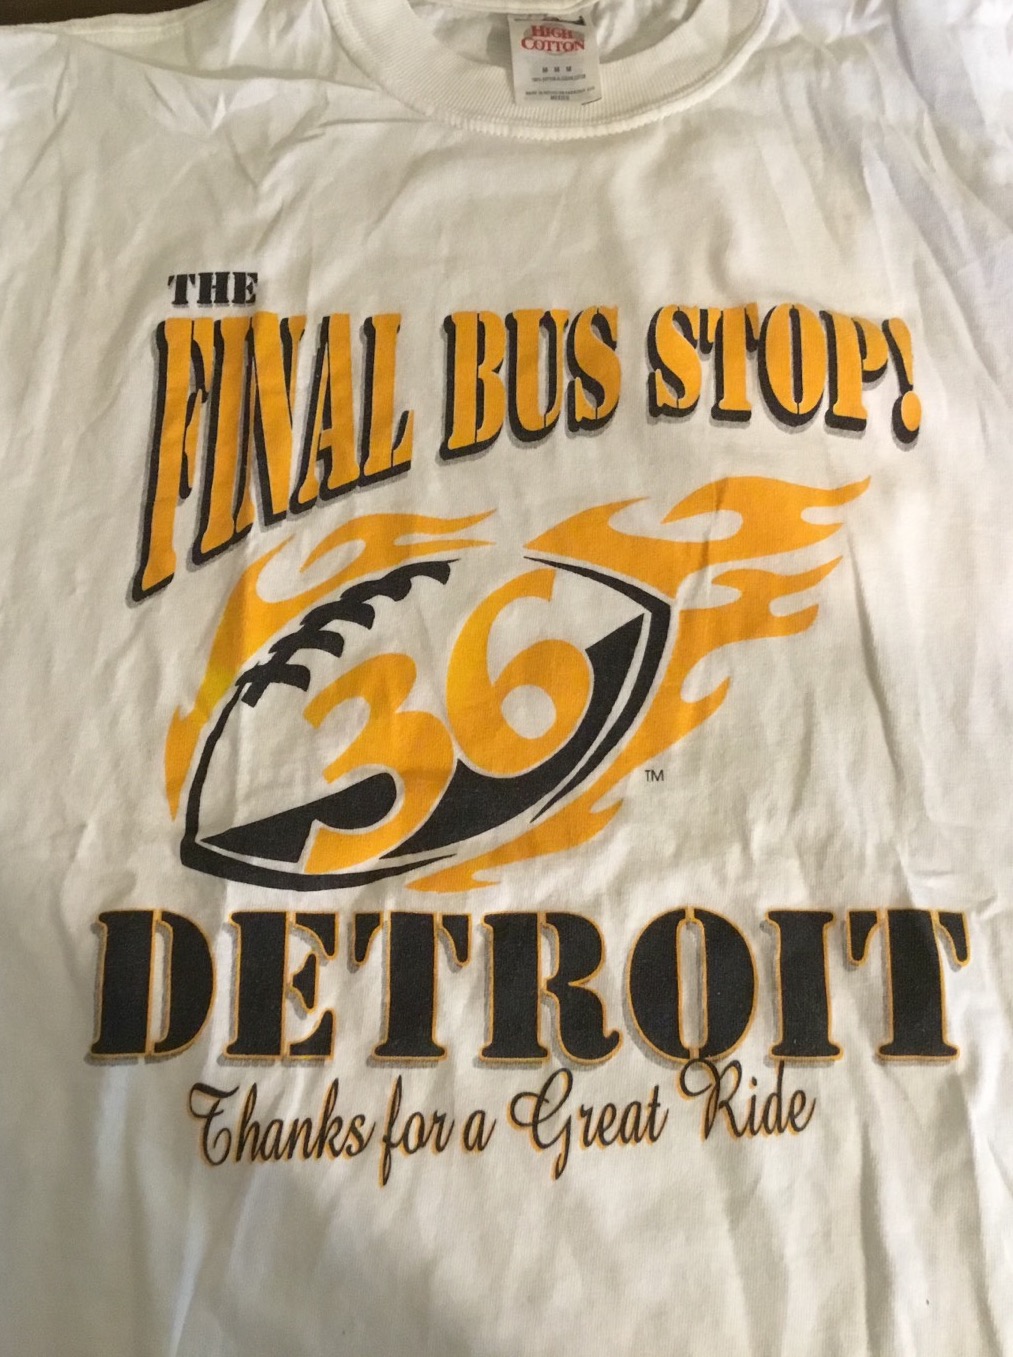 HIGH
COTTON
M M M
THE
FINAL BUS STOP!
36
TM
DETROIT
Thanks for a Great Ride